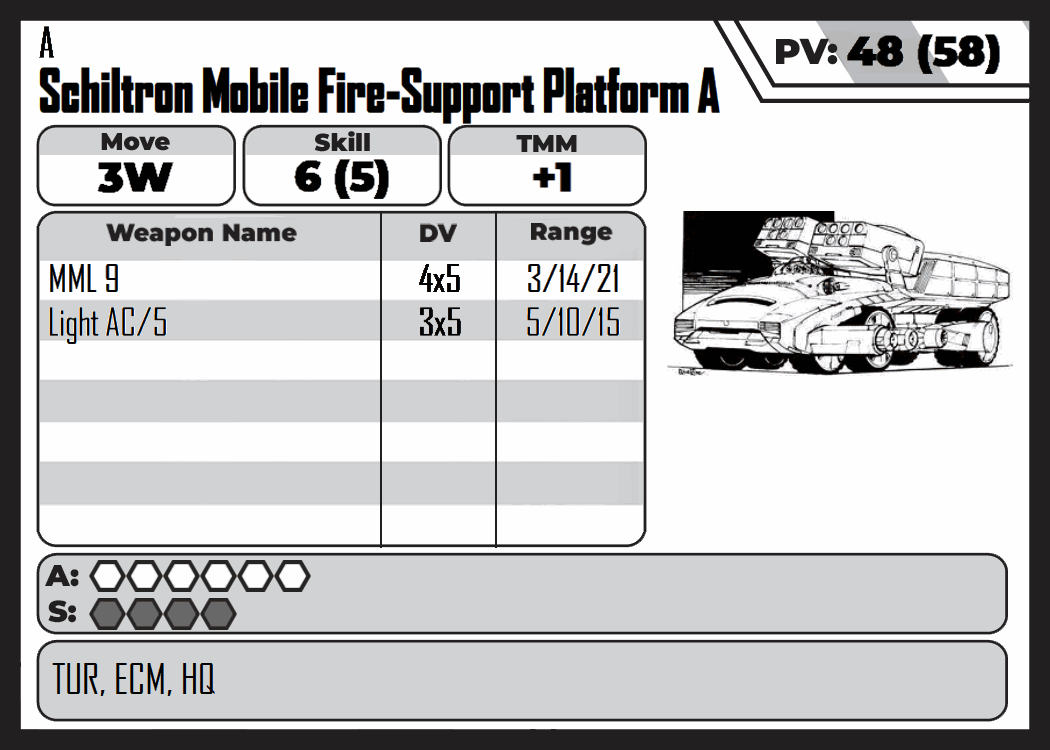 A
Schiltron Mobile Fire-Support Platform A
PV: 48 (58)
Move Skill TMM
3W 6 (5) +1
Weapon Name DV Range
MML 9 4x5 3/14/21
Light AC/5 3x5 5/10/15
A:
S:
TUR, ECM, HQ